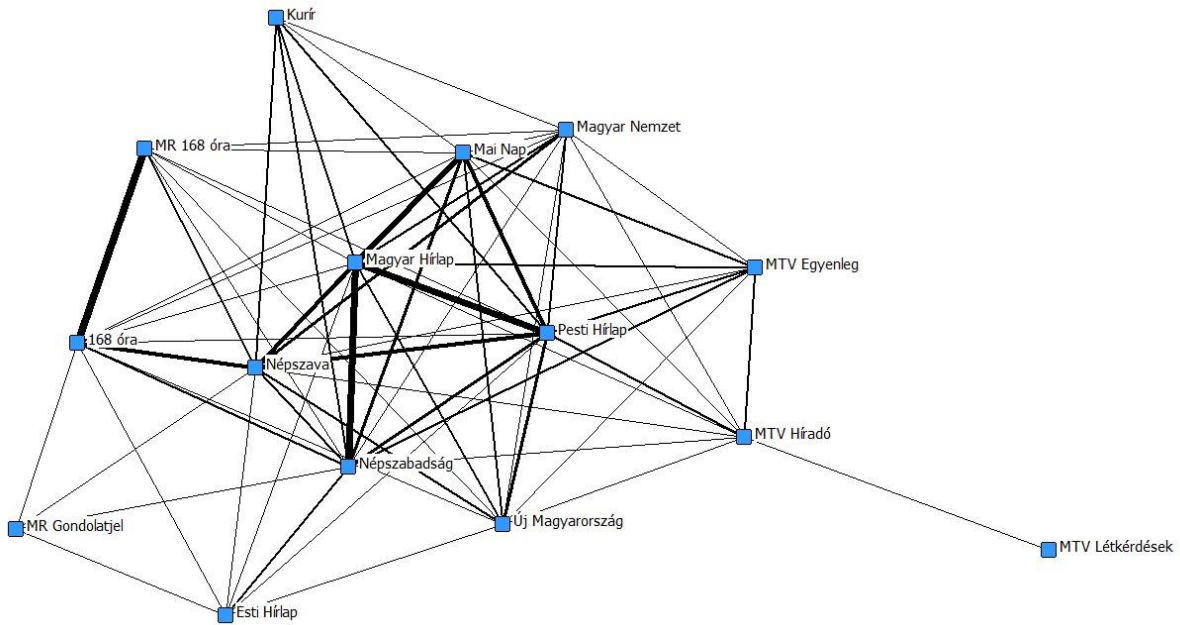 Kurír
Magyar Nemzet
MR 168 óra
Mai Nap
Magyar Hírlap
MTV Egyenleg
Pesti Hírlap
168 óra
Népszava
MTV Híradó
Népszabadság
MR Gondolatjel
Új Magyarország
MTV Létkérdések
Esti Hírlap